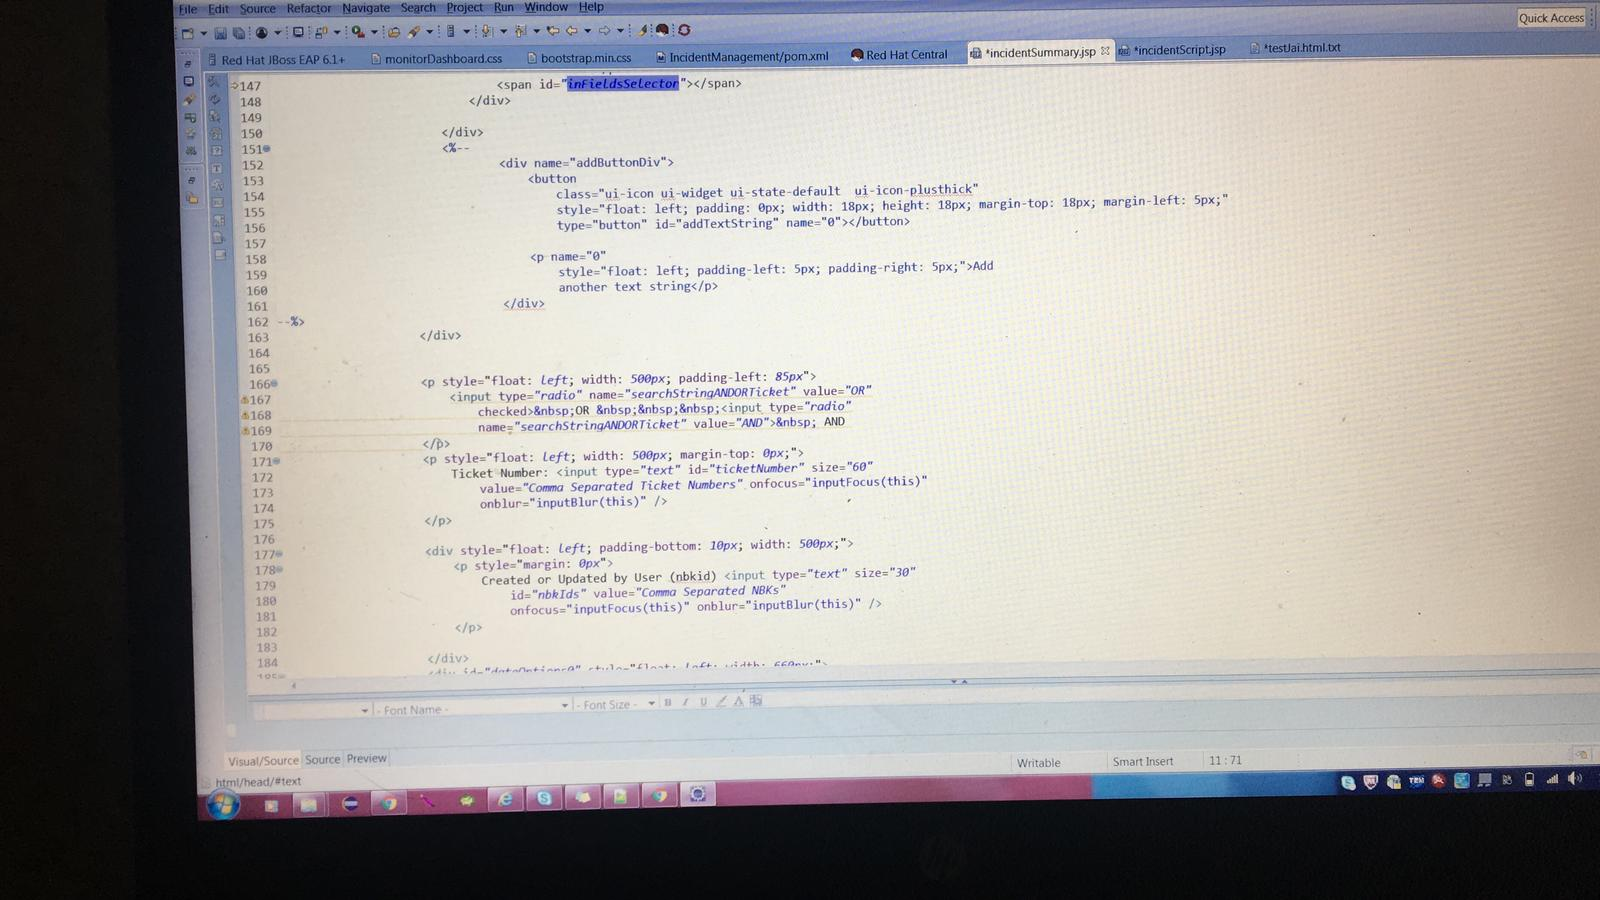 File Edit Source Refactor Navigate Search Project Run Window Help
Quick Access
Red Hat JBoss EAP 6.1+ monitorDashboard.css bootstrap.min.css IncidentManagement/pom.xml Red Hat Central *incidentSummary.jsp *incidentScript.jsp *testJai.html.txt
147 <span id="inFieldsSelector"></span>
148 </div>
149
150 </div>
151 <%--
152 <div name="addButtonDiv">
153 <button
154 class="ui-icon ui-widget ui-state-default ui-icon-plusthick"
155 style="float: left; padding: 0px; width: 18px; height: 18px; margin-top: 18px; margin-left: 5px;"
156 type="button" id="addTextString" name="0"></button>
157
158 <p name="0"
159 style="float: left; padding-left: 5px; padding-right: 5px;">Add
160 another text string</p>
161 </div>
162 --%>
163 </div>
164
165
166 <p style="float: left; width: 500px; padding-left: 85px">
167 <input type="radio" name="searchStringANDORTicket" value="OR"
168 checked>&nbsp;OR &nbsp;&nbsp;&nbsp;<input type="radio"
169 name="searchStringANDORTicket" value="AND">&nbsp; AND
170 </p>
171 <p style="float: left; width: 500px; margin-top: 0px;">
172 Ticket Number: <input type="text" id="ticketNumber" size="60"
173 value="Comma Separated Ticket Numbers" onfocus="inputFocus(this)"
174 onblur="inputBlur(this)" />
175 </p>
176
177 <div style="float: left; padding-bottom: 10px; width: 500px;">
178 <p style="margin: 0px">
179 Created or Updated by User (nbkid) <input type="text" size="30"
180 id="nbkIds" value="Comma Separated NBKs"
181 onfocus="inputFocus(this)" onblur="inputBlur(this)" />
182 </p>
183
184 </div>
- Font Name - - Font Size - B I U A
Visual/Source Source Preview
Writable Smart Insert 11 : 71
html/head/#text